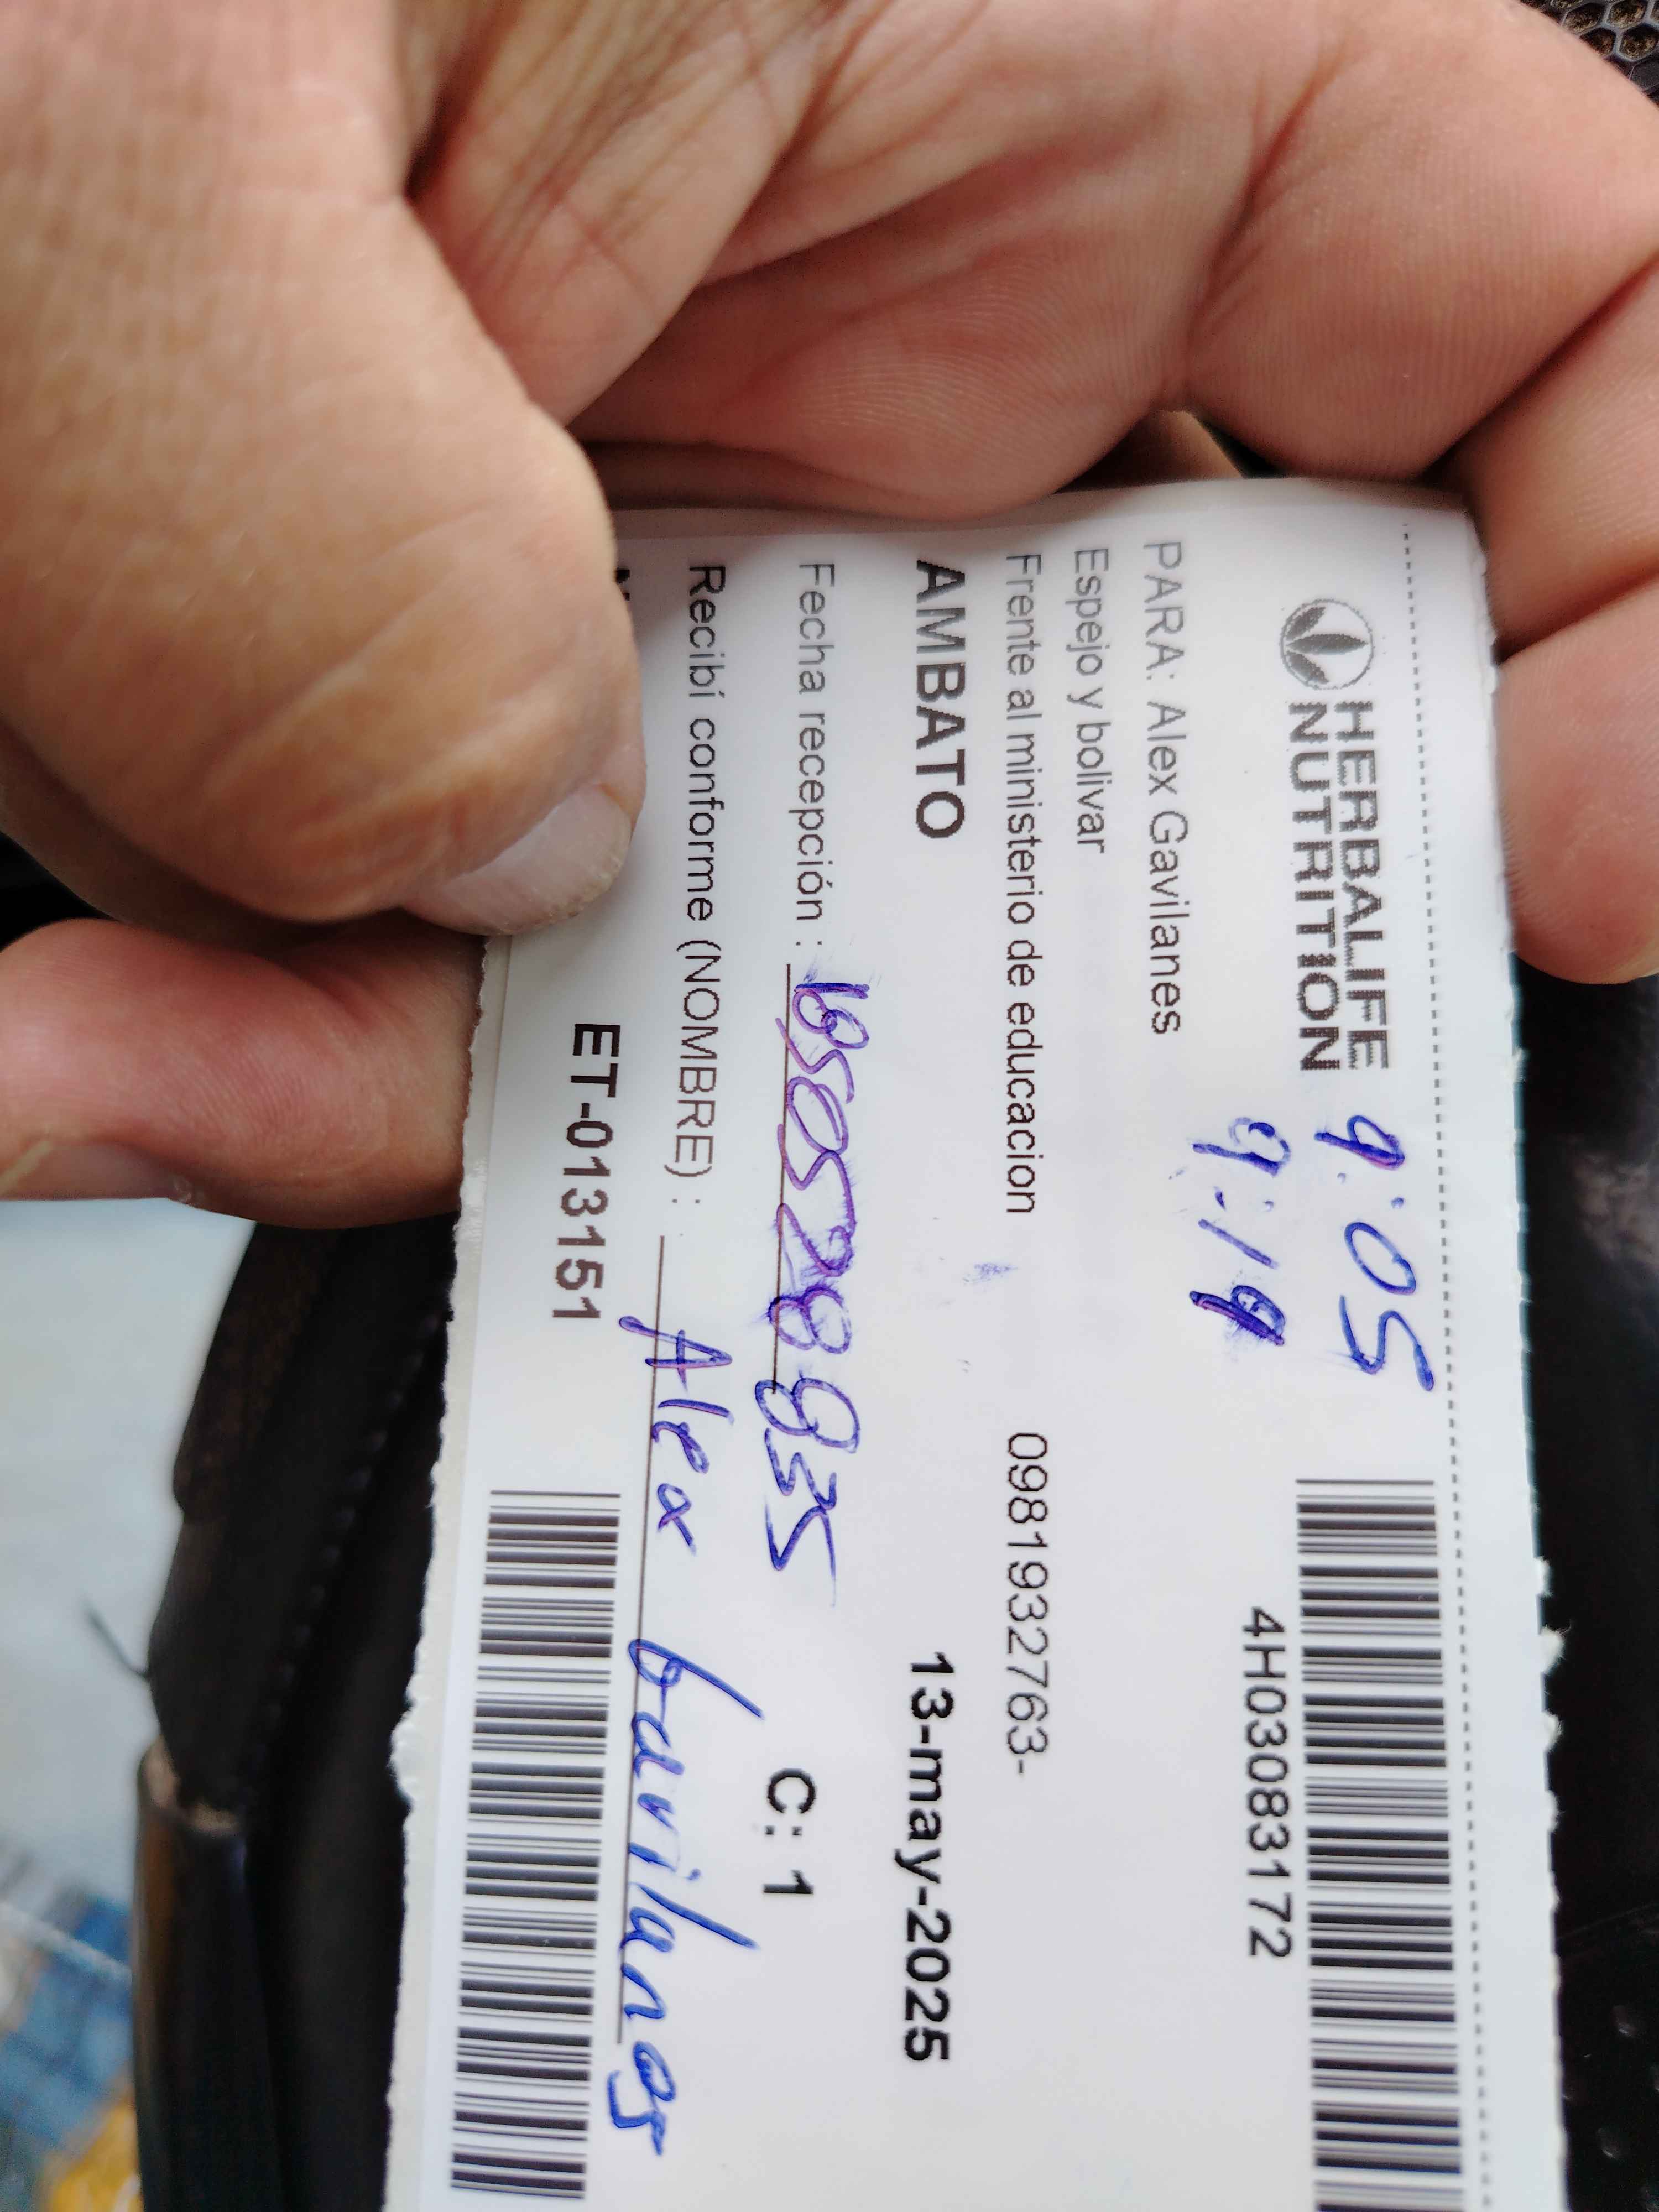 HERBALIFE
NUTRITION
9:05
9:19
4H03083172
PARA: Alex Gavilanes
Espejo y bolivar
Frente al ministerio de educacion 0981932763-
AMBATO 13-may-2025
Fecha recepción :
C: 1
Recibí conforme (NOMBRE) : Alex Gavilanes
ET-013151